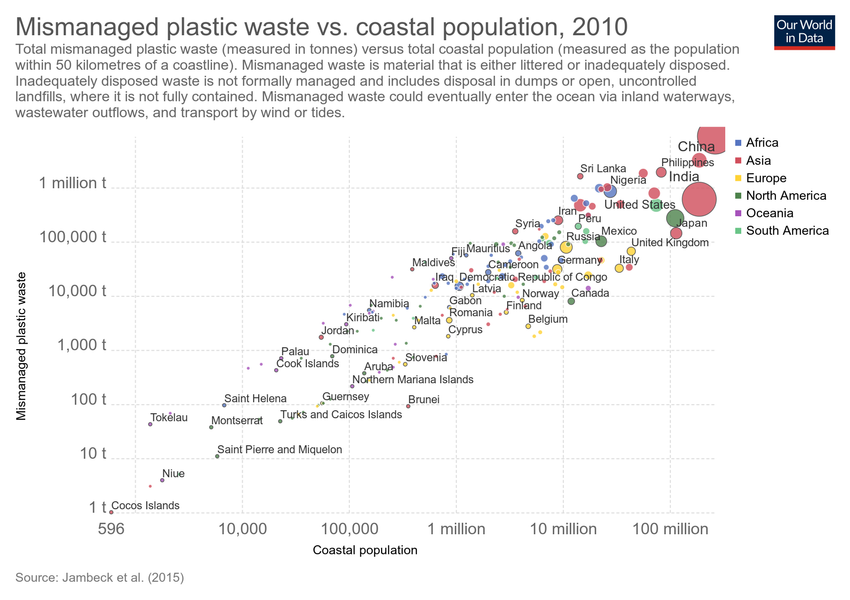 Mismanaged plastic waste vs. coastal population, 2010
Our World
in Data
Total mismanaged plastic waste (measured in tonnes) versus total coastal population (measured as the population
within 50 kilometres of a coastline). Mismanaged waste is material that is either littered or inadequately disposed.
Inadequately disposed waste is not formally managed and includes disposal in dumps or open, uncontrolled
landfills, where it is not fully contained. Mismanaged waste could eventually enter the ocean via inland waterways,
wastewater outflows, and transport by wind or tides.
China
Africa
Asia
Europe
North America
Oceania
South America
Philippines
Sri Lanka
India
Nigeria
1 million t
United States
Iran
Peru
Japan
Syria
Russia
Mexico
100,000 t
United Kingdom
Fiji
Mauritius
Angola
Maldives
Cameroon
Germany
Italy
Iraq
Democratic Republic of Congo
10,000 t
Latvia
Norway
Canada
Namibia
Gabon
Finland
Kiribati
Malta
Romania
Belgium
Jordan
Cyprus
1,000 t
Palau
Dominica
Slovenia
Cook Islands
Aruba
Northern Mariana Islands
100 t
Saint Helena
Guernsey
Brunei
Tokelau
Montserrat
Turks and Caicos Islands
10 t
Saint Pierre and Miquelon
Niue
1 t
Cocos Islands
Mismanaged plastic waste
596
10,000
100,000
1 million
10 million
100 million
Coastal population
Source: Jambeck et al. (2015)